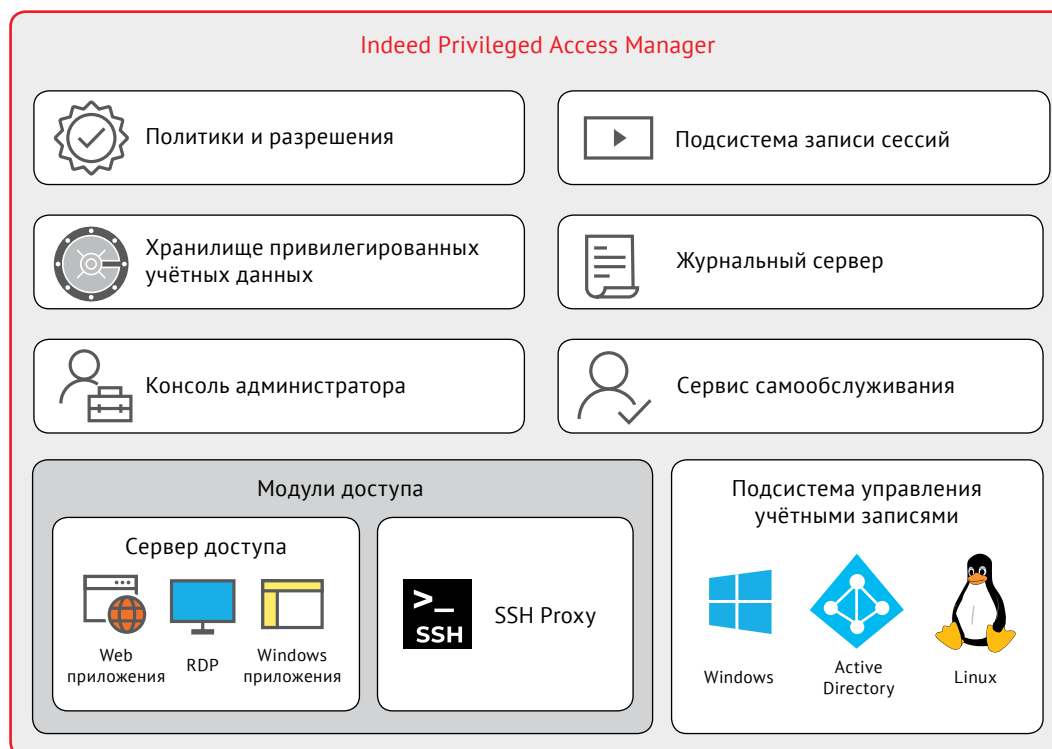 Indeed Privileged Access Manager
Политики и разрешения
Подсистема записи сессий
Хранилище привилегированных
учётных данных
Журнальный сервер
Консоль администратора
Сервис самообслуживания
Модули доступа
Сервер доступа
Web
приложения
RDP
Windows
приложения
>_
SSH
SSH Proxy
Подсистема управления
учётными записями
Windows
Active
Directory
Linux